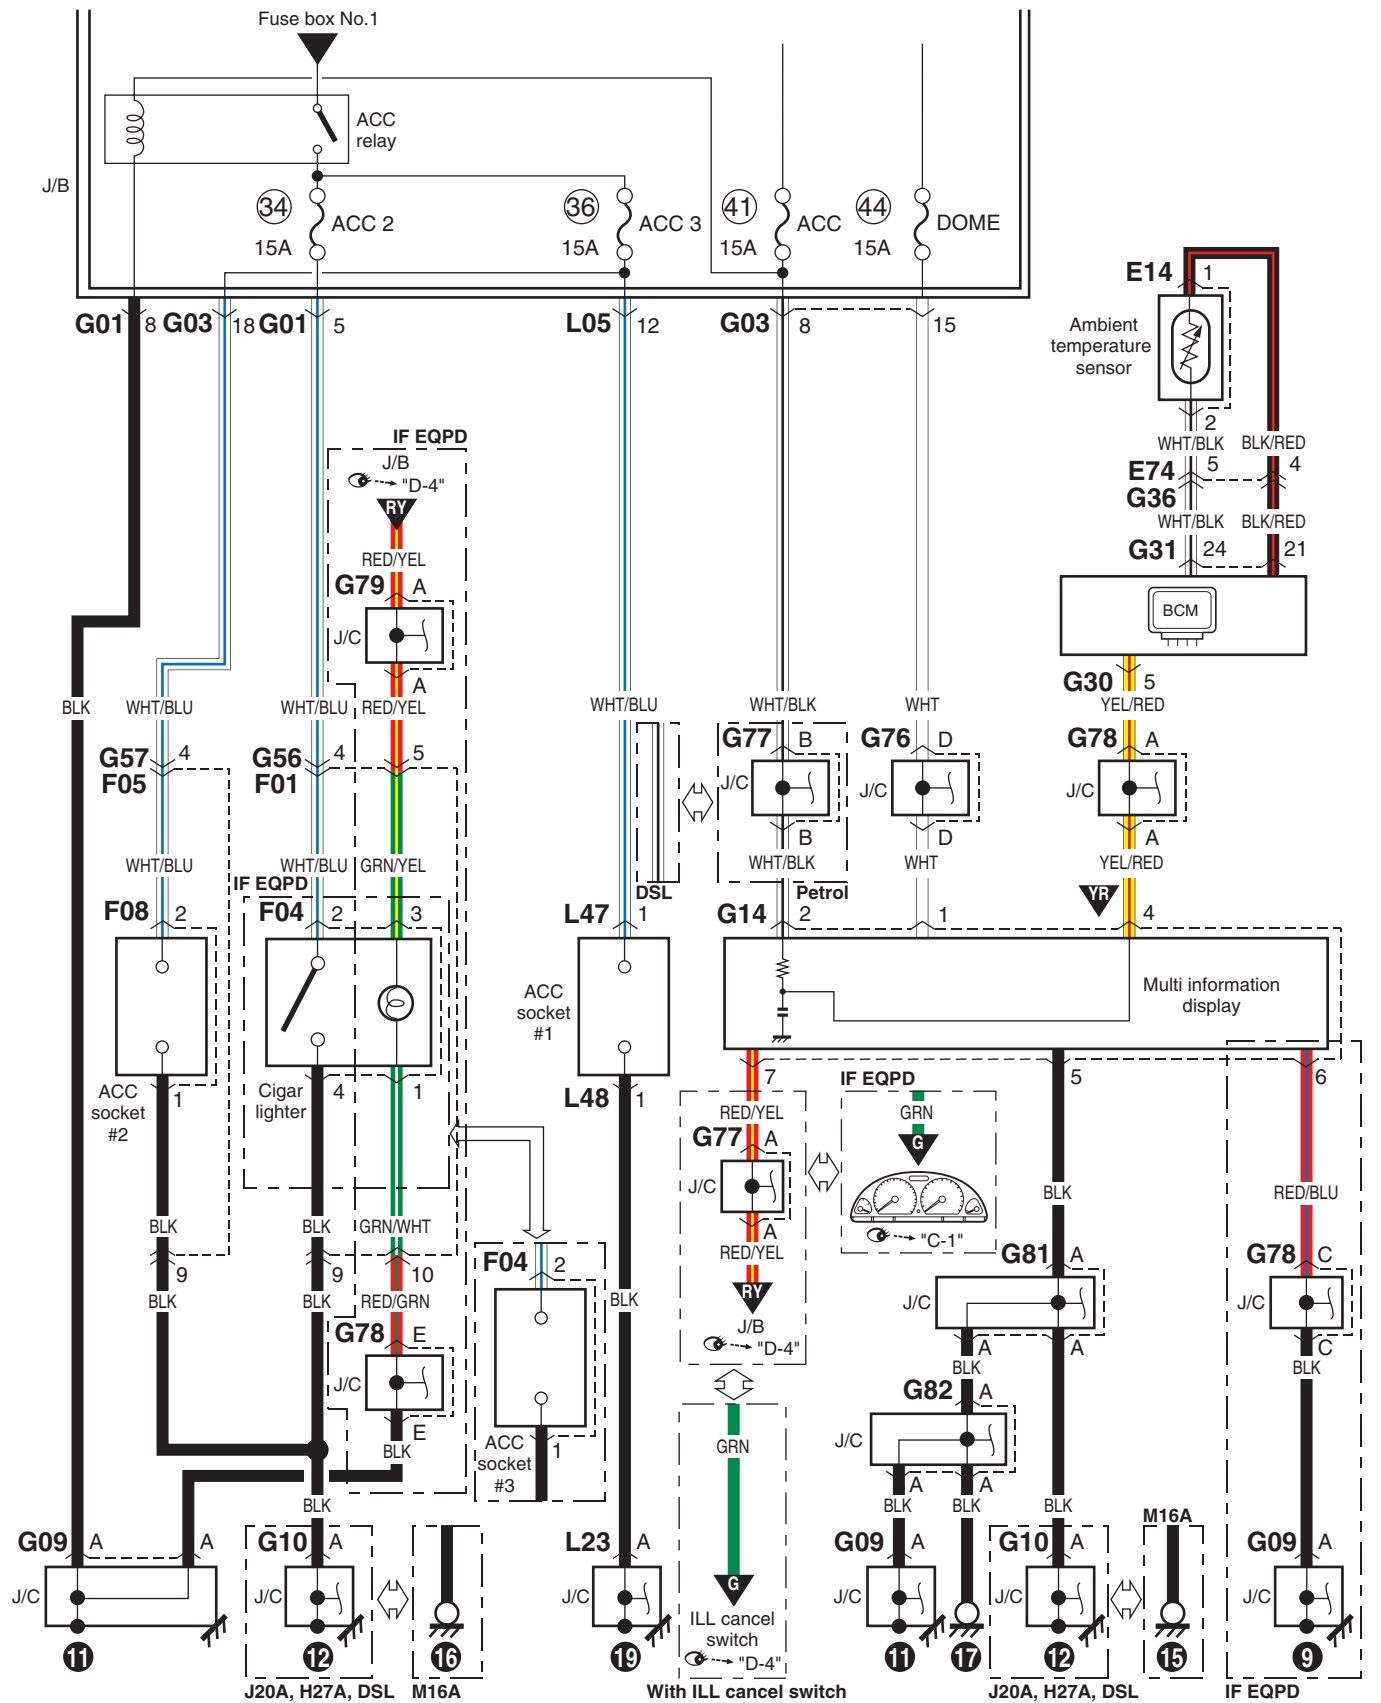 Fuse box No.1
ACC
relay
J/B
34
ACC 2
15A
36
ACC 3
15A
41
ACC
15A
44
DOME
15A
G01 8 G03 18 G01 5
L05 12
G03 8
15
E14 1
Ambient
temperature
sensor
2
WHT/BLK BLK/RED
E74 5 4
G36
WHT/BLK BLK/RED
G31 24 21
BCM
G30 5
YEL/RED
IF EQPD
J/B
"D-4"
RY
RED/YEL
G79 A
J/C
A
BLK WHT/BLU WHT/BLU RED/YEL WHT/BLU WHT/BLK WHT
G57 4 G56 4 5
F05 F01
G77 B G76 D G78 A
J/C J/C J/C
B D A
WHT/BLU WHT/BLU GRN/YEL WHT/BLK WHT YEL/RED
IF EQPD
DSL Petrol
YR
F08 2 F04 2 3 L47 1 G14 2 1 4
ACC
socket
#1
Multi information
display
ACC
socket
#2
1
Cigar
lighter
4 1
L48 1
7 5 6
RED/YEL
G77 A
J/C
A
RED/YEL
RY
J/B
"D-4"
IF EQPD
GRN
G
"C-1"
BLK RED/BLU
BLK BLK GRN/WHT
9 9 10
BLK BLK RED/GRN
F04 2
BLK
G81 A
J/C
A A
G78 C
J/C
C
BLK BLK
G78 E
J/C
E
BLK
ACC
socket
#3
1
G82 A
J/C
A A
GRN
BLK
BLK BLK BLK
M16A
G09 A A G10 A L23 A G09 A G10 A G09 A
J/C J/C J/C J/C J/C J/C
G
ILL cancel
switch
"D-4"
11 12 16 19 11 17 12 15 9
J20A, H27A, DSL M16A With ILL cancel switch J20A, H27A, DSL IF EQPD